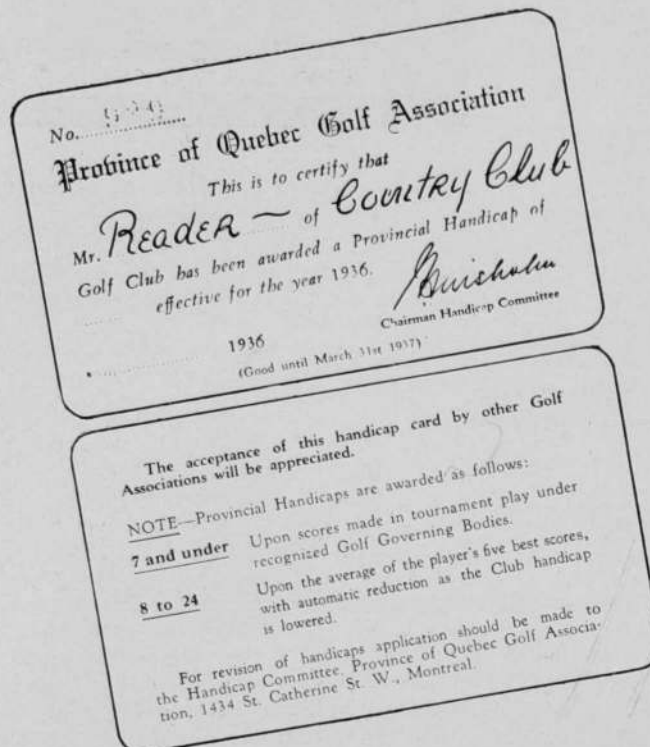 No.
Province of Quebec Golf Association
This is to certify that
Mr. READER — of COUNTRY Club
Golf Club has been awarded a Provincial Handicap of
effective for the year 1936.
Chairman Handicap Committee
1936
(Good until March 31st 1937)
The acceptance of this handicap card by other Golf
Associations will be appreciated.
NOTE—Provincial Handicaps are awarded as follows:
7 and under Upon scores made in tournament play under
recognized Golf Governing Bodies.
8 to 24 Upon the average of the player's five best scores,
with automatic reduction as the Club handicap
is lowered.
For revision of handicaps application should be made to
the Handicap Committee, Province of Quebec Golf Associa-
tion, 1434 St. Catherine St. W., Montreal.